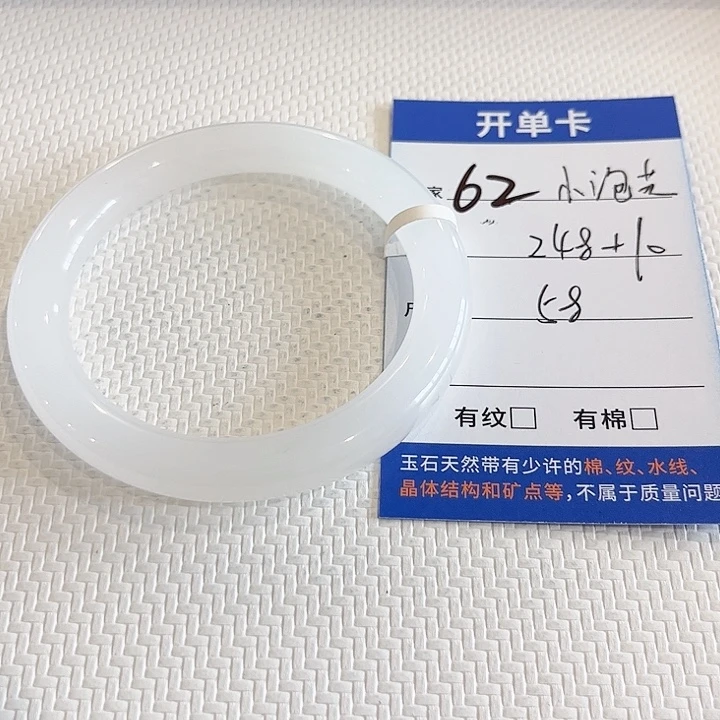 开单卡
家 62 小泡芙
248+10
58
有纹□ 有棉□
玉石天然带有少许的棉、纹、水线、
晶体结构和矿点等,不属于质量问题